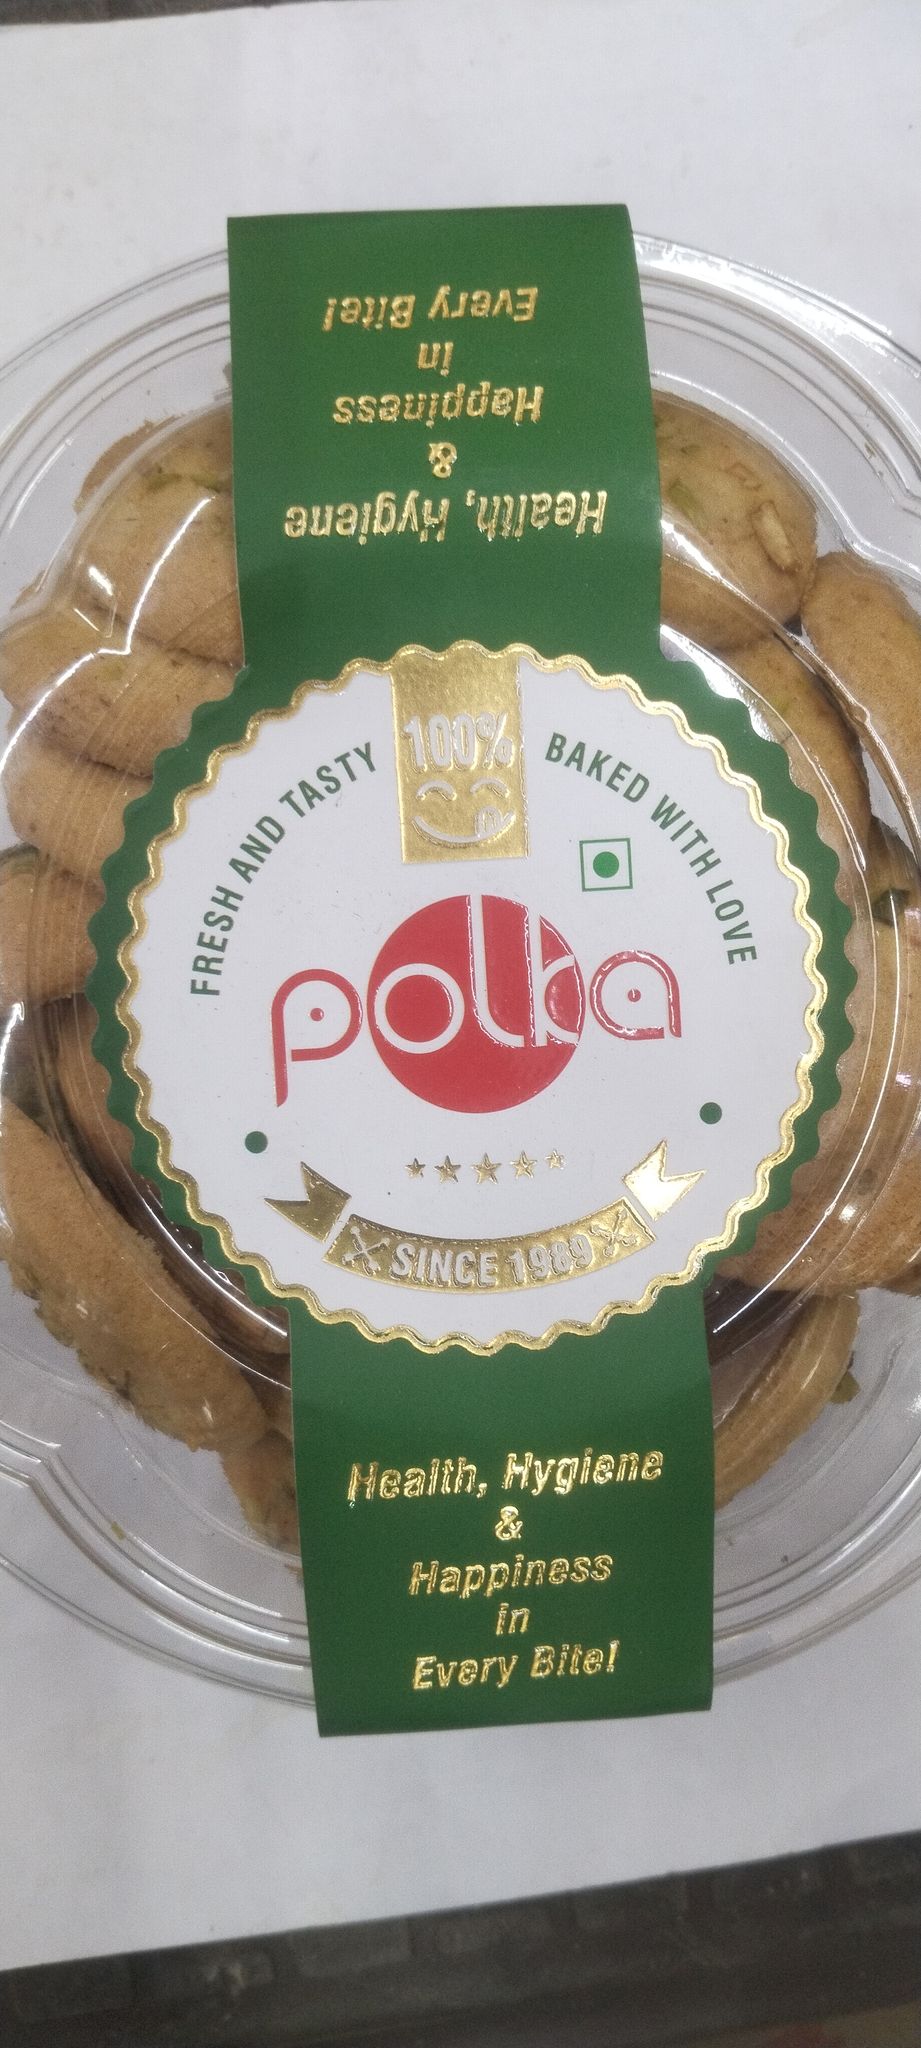 Health, Hygiene
&
Happiness
in
Every Bite!
100%
FRESH AND TASTY
BAKED WITH LOVE
polka
SINCE 1989
Health, Hygiene
&
Happiness
in
Every Bite!